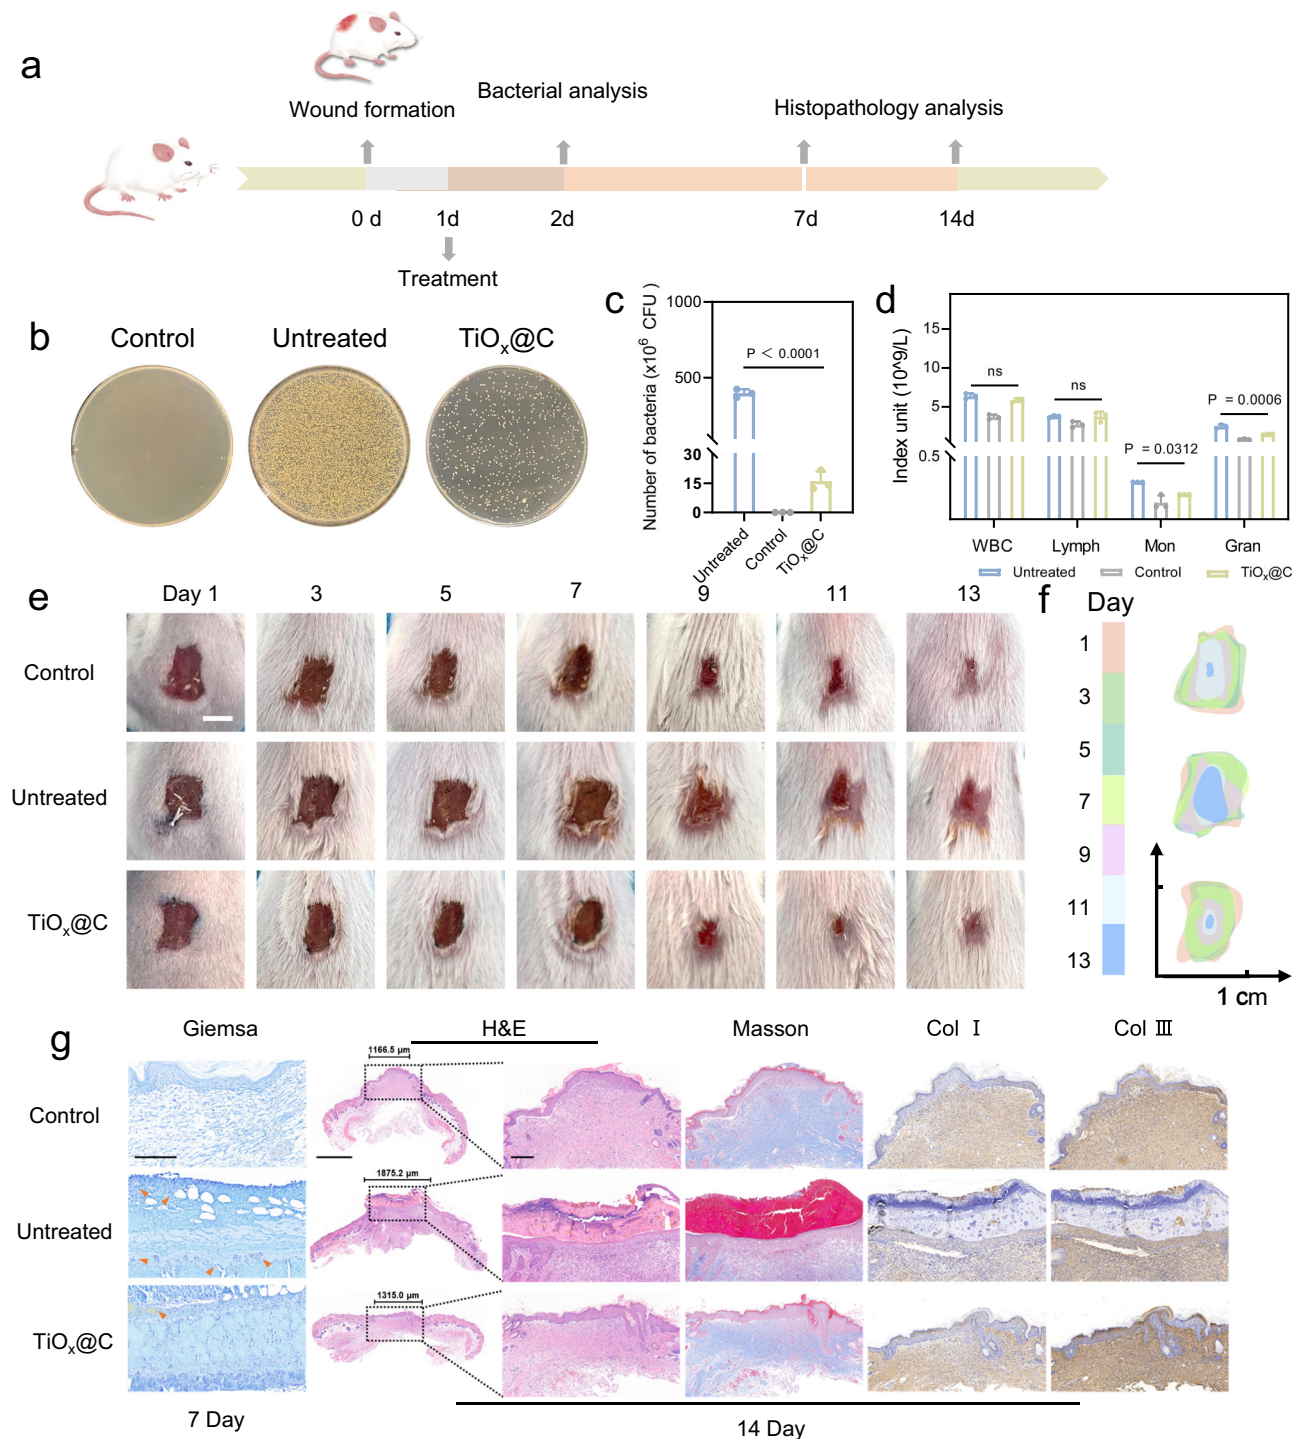 a
Wound formation
Bacterial analysis
Histopathology analysis
0 d
1d
2d
7d
14d
Treatment
b
Control
Untreated
TiOₓ@C
c
Number of bacteria (x10⁶ CFU )
1000
500
30
15
0
P < 0.0001
Untreated
Control
TiOₓ@C
d
Index unit (10^9/L)
15
10
5
0.5
ns
ns
P = 0.0312
P = 0.0006
WBC
Lymph
Mon
Gran
Untreated
Control
TiOₓ@C
e
Day 1
3
5
7
9
11
13
Control
Untreated
TiOₓ@C
f
Day
1
3
5
7
9
11
13
1 cm
g
Giemsa
H&E
Masson
Col Ⅰ
Col Ⅲ
Control
1166.5 μm
Untreated
1875.2 μm
TiOₓ@C
1315.0 μm
7 Day
14 Day